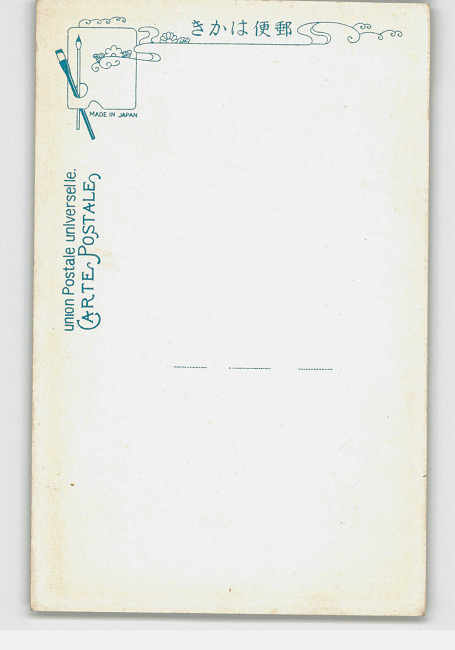 きかは便郵
MADE IN JAPAN
union Postale universelle.
CARTE POSTALE